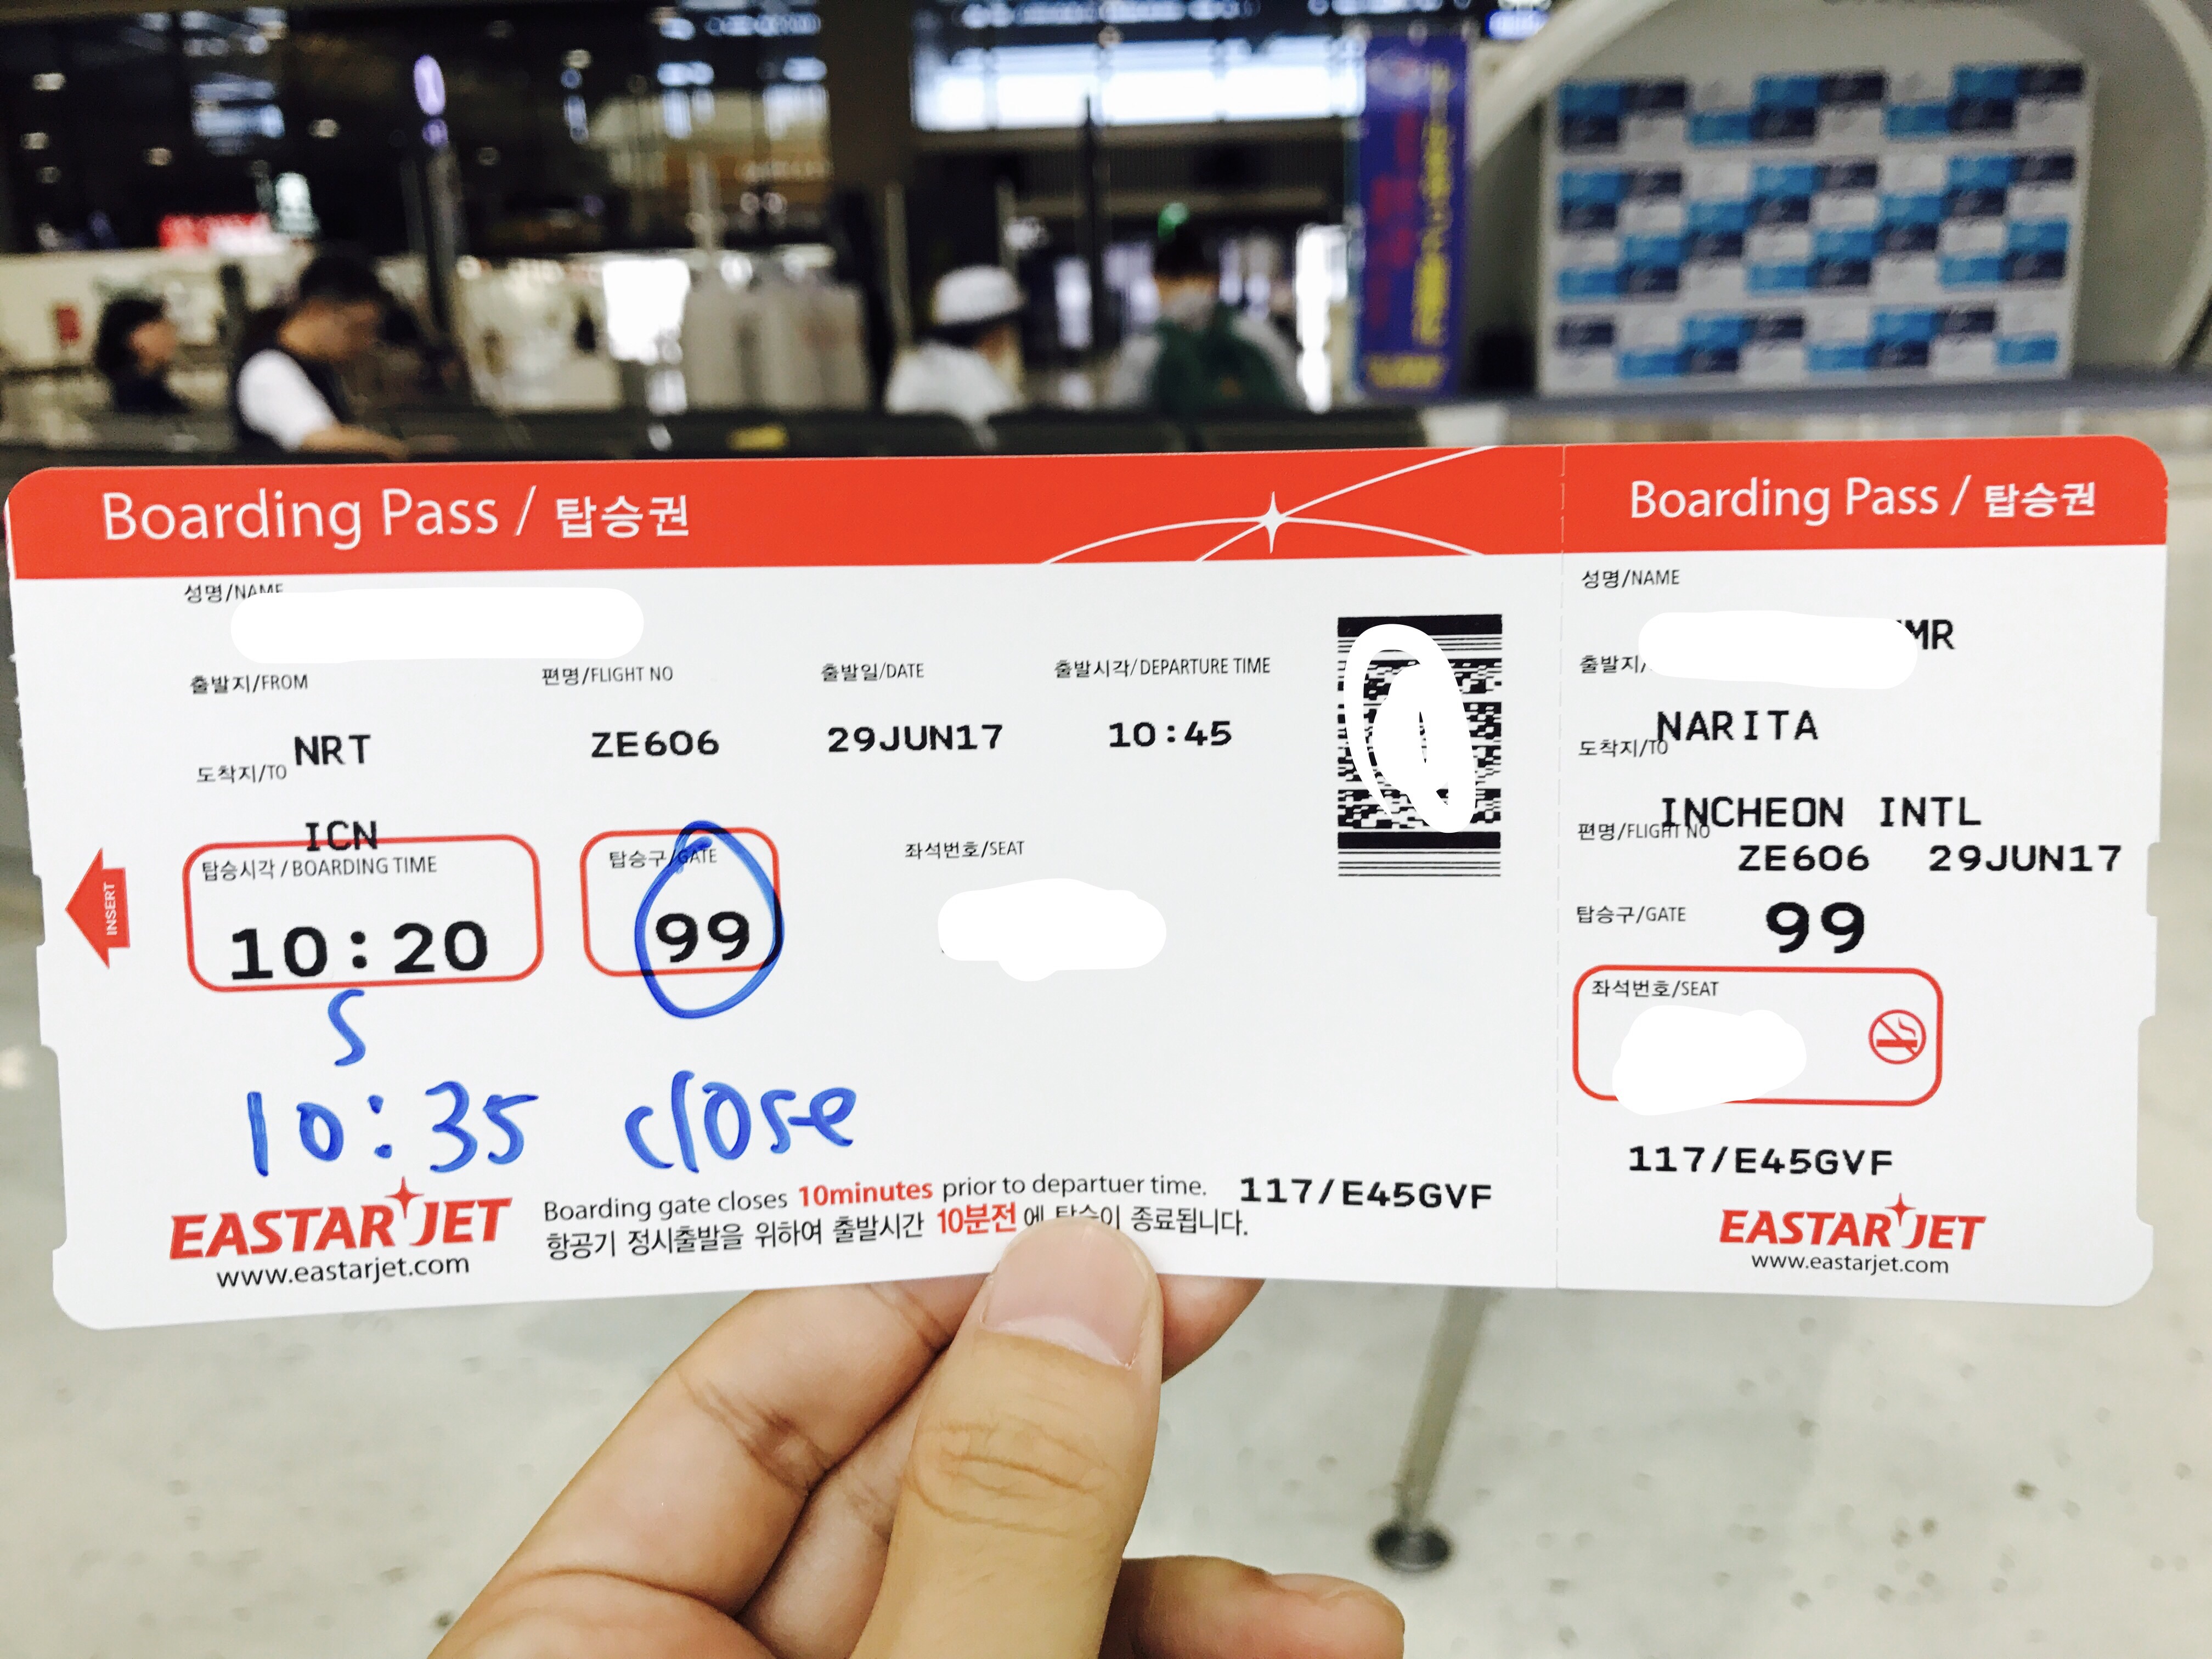 Boarding Pass / 탑승권
성명/NAME
출발지/FROM 편명/FLIGHT NO 출발일/DATE 출발시각/DEPARTURE TIME
NRT ZE606 29JUN17 10:45
도착지/TO
ICN
탑승시각/BOARDING TIME 탑승구/GATE 좌석번호/SEAT
10:20 99
INSERT
S
10:35 close
EASTAR JET
www.eastarjet.com
Boarding gate closes 10minutes prior to departuer time.
항공기 정시출발을 위하여 출발시간 10분전에 탑승이 종료됩니다.
117/E45GVF
Boarding Pass / 탑승권
성명/NAME
MR
출발지/
NARITA
도착지/TO
INCHEON INTL
편명/FLIGHT NO
ZE606 29JUN17
탑승구/GATE 99
좌석번호/SEAT
117/E45GVF
EASTAR JET
www.eastarjet.com